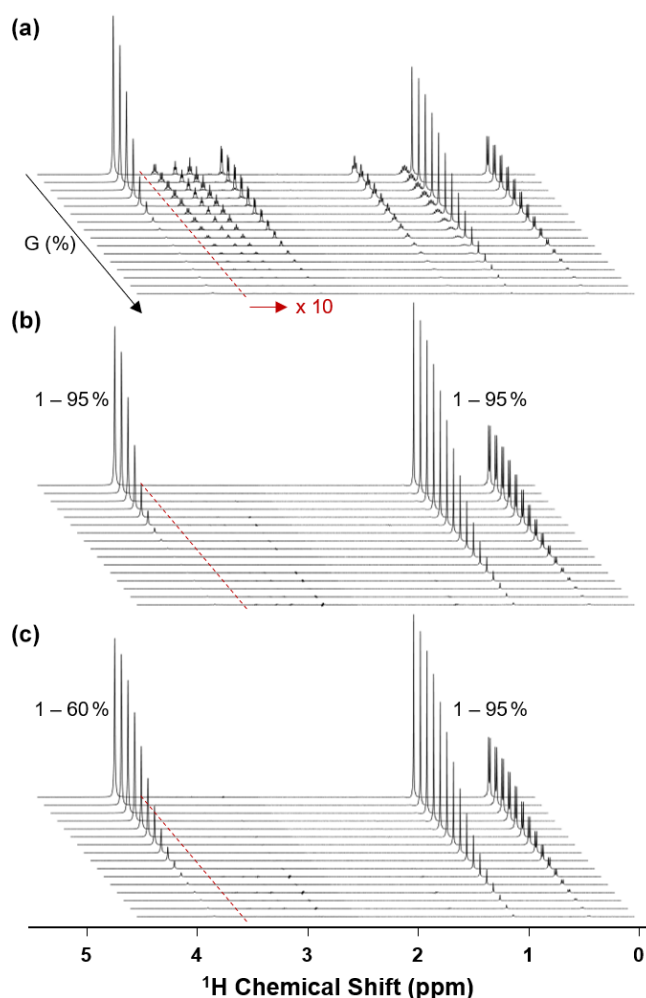 (a)
G (%)
x 10
(b)
1 – 95 %
1 – 95 %
(c)
1 – 60 %
1 – 95 %
5 4 3 2 1 0
¹H Chemical Shift (ppm)